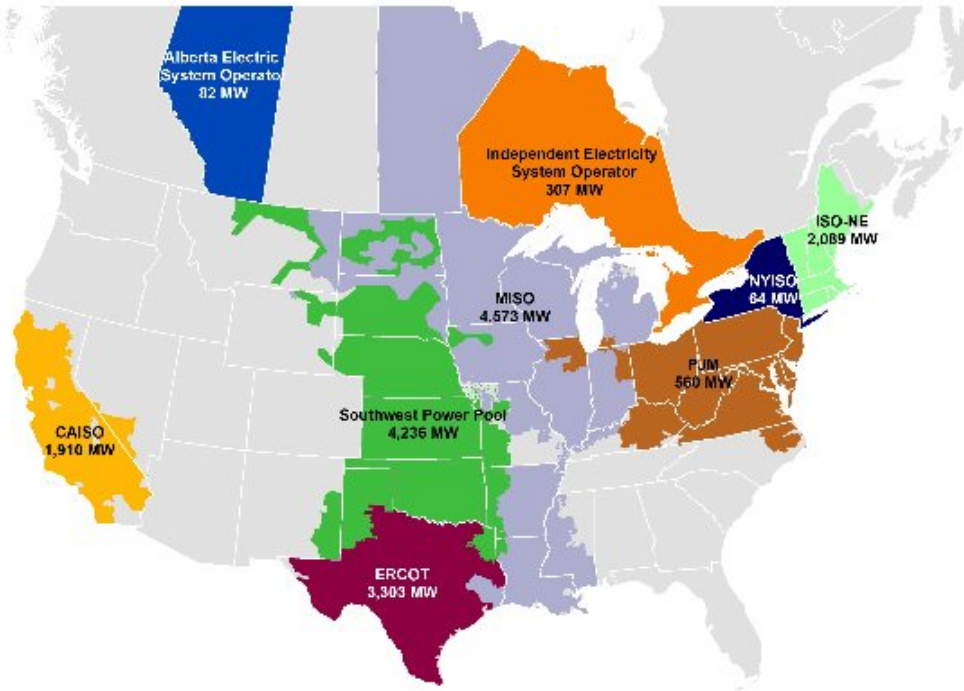 Alberta Electric
System Operato
82 MW
Independent Electricity
System Operator
307 MW
ISO-NE
2,089 MW
NYISO
64 MW
MISO
4.573 MW
PJM
560 MW
Southwest Power Pool
4,236 MW
CAISO
1,910 MW
ERCOT
3,303 MW